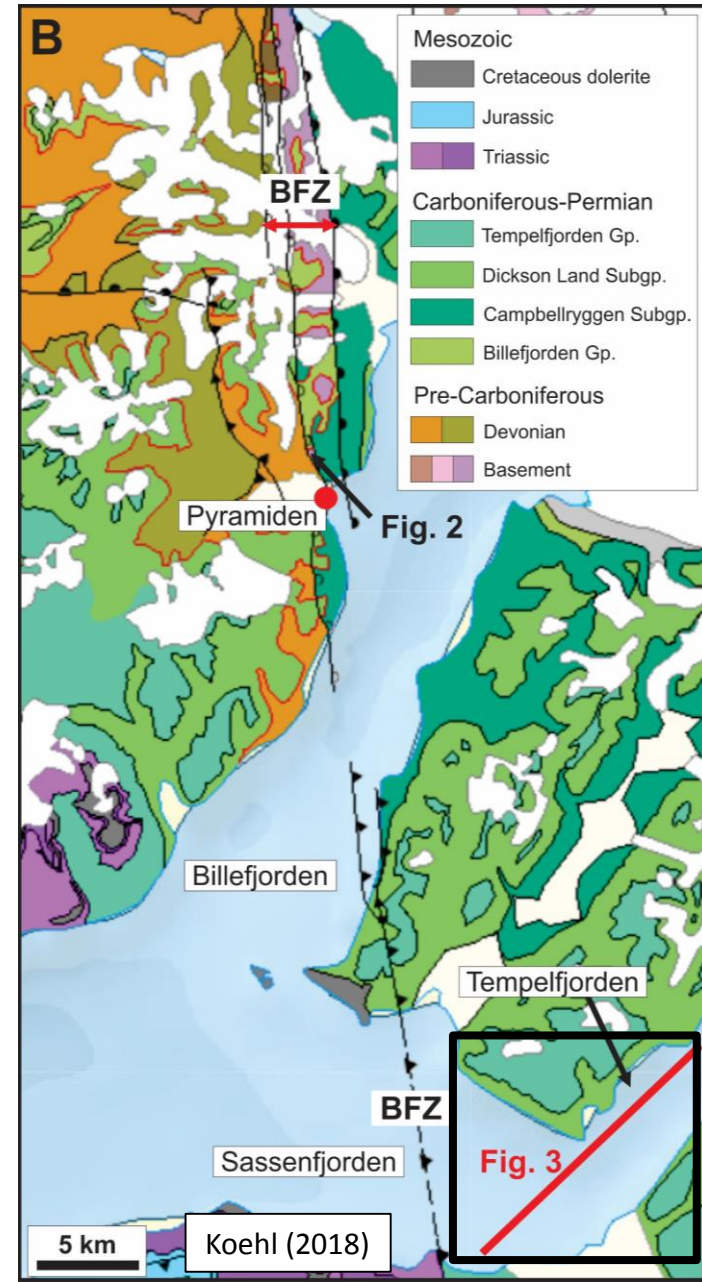 B
Mesozoic
Cretaceous dolerite
Jurassic
Triassic
Carboniferous-Permian
Tempelfjorden Gp.
Dickson Land Subgp.
Campbellryggen Subgp.
Billefjorden Gp.
Pre-Carboniferous
Devonian
Basement
BFZ
Pyramiden
Fig. 2
Billefjorden
Tempelfjorden
BFZ
Fig. 3
Sassenfjorden
5 km
Koehl (2018)